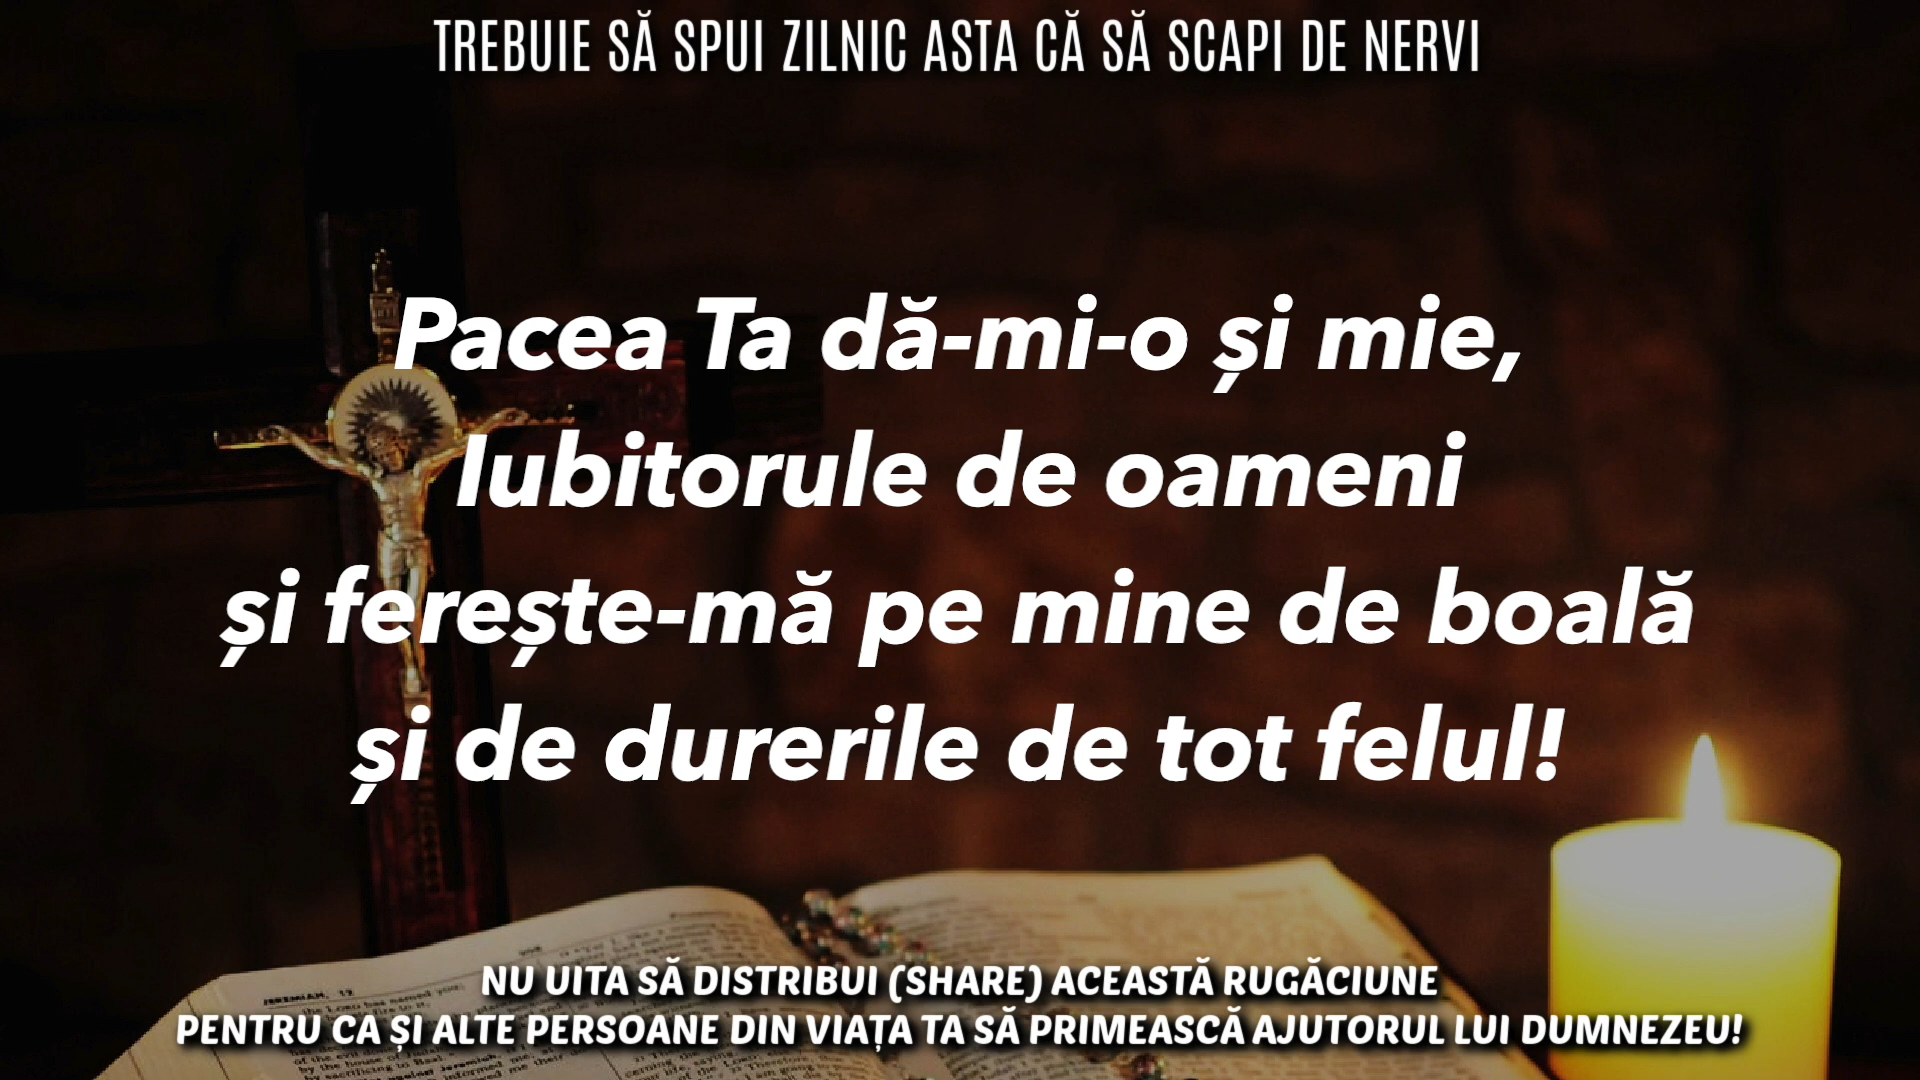 TREBUIE SĂ SPUI ZILNIC ASTA CĂ SĂ SCAPI DE NERVI
Pacea Ta dă-mi-o și mie,
Iubitorule de oameni
și ferește-mă pe mine de boală
și de durerile de tot felul!
JEREMIAH, 12
NU UITA SĂ DISTRIBUI (SHARE) ACEASTĂ RUGĂCIUNE
PENTRU CA ȘI ALTE PERSOANE DIN VIAȚA TA SĂ PRIMEASCĂ AJUTORUL LUI DUMNEZEU!